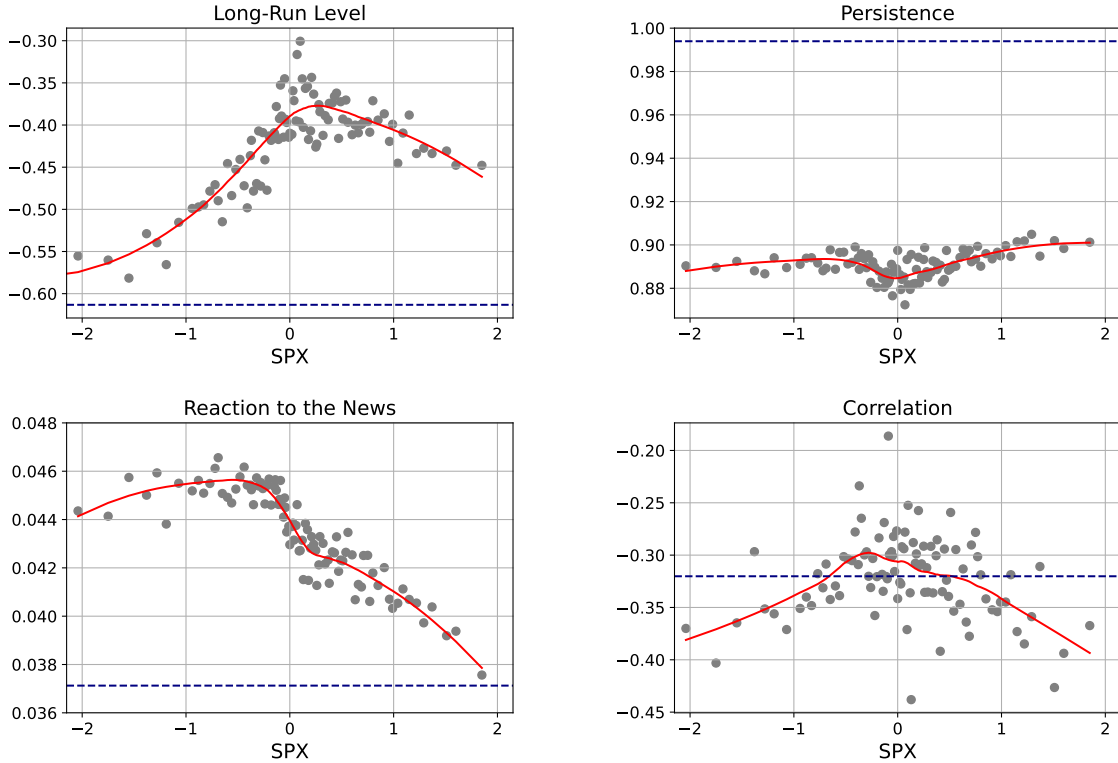 Long-Run Level
−0.30
−0.35
−0.40
−0.45
−0.50
−0.55
−0.60
−2 −1 0 1 2
SPX
Persistence
1.00
0.98
0.96
0.94
0.92
0.90
0.88
−2 −1 0 1 2
SPX
Reaction to the News
0.048
0.046
0.044
0.042
0.040
0.038
0.036
−2 −1 0 1 2
SPX
Correlation
−0.20
−0.25
−0.30
−0.35
−0.40
−0.45
−2 −1 0 1 2
SPX